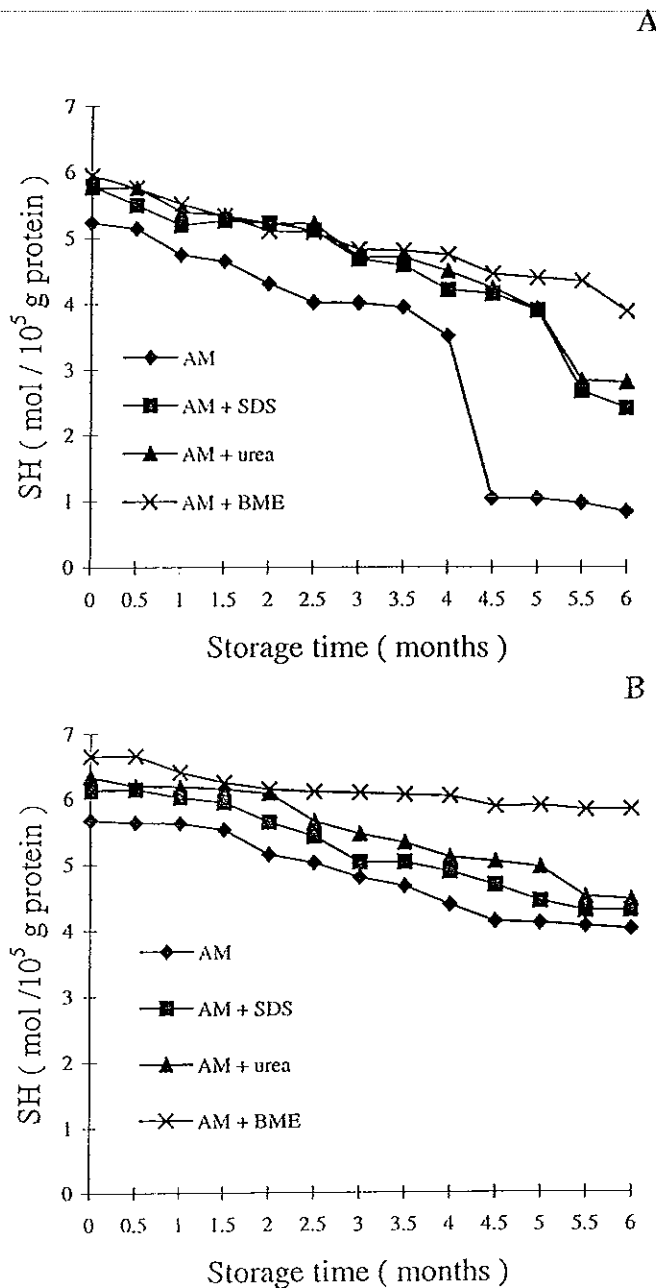 A
7
6
5
4
3
2
1
0
SH ( mol / 10⁵ g protein )
AM
AM + SDS
AM + urea
AM + BME
0 0.5 1 1.5 2 2.5 3 3.5 4 4.5 5 5.5 6
Storage time ( months )
B
7
6
5
4
3
2
1
0
SH ( mol /10⁵ g protein )
AM
AM + SDS
AM + urea
AM + BME
0 0.5 1 1.5 2 2.5 3 3.5 4 4.5 5 5.5 6
Storage time ( months )